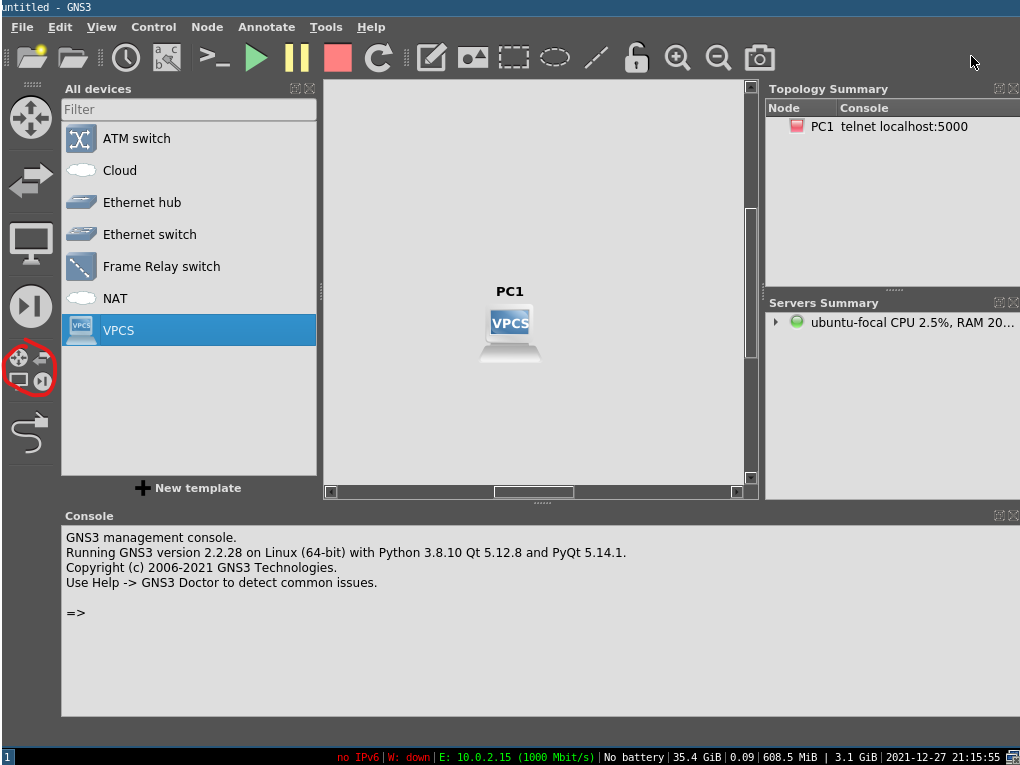 untitled - GNS3
File Edit View Control Node Annotate Tools Help
All devices
Filter
ATM switch
Cloud
Ethernet hub
Ethernet switch
Frame Relay switch
NAT
VPCS
VPCS
New template
a b c
>_
PC1
VPCS
Topology Summary
Node Console
PC1 telnet localhost:5000
Servers Summary
ubuntu-focal CPU 2.5%, RAM 20...
Console
GNS3 management console.
Running GNS3 version 2.2.28 on Linux (64-bit) with Python 3.8.10 Qt 5.12.8 and PyQt 5.14.1.
Copyright (c) 2006-2021 GNS3 Technologies.
Use Help -> GNS3 Doctor to detect common issues.
=>
1 no IPv6|W: down|E: 10.0.2.15 (1000 Mbit/s)|No battery|35.4 GiB|0.09|608.5 MiB | 3.1 GiB|2021-12-27 21:15:55